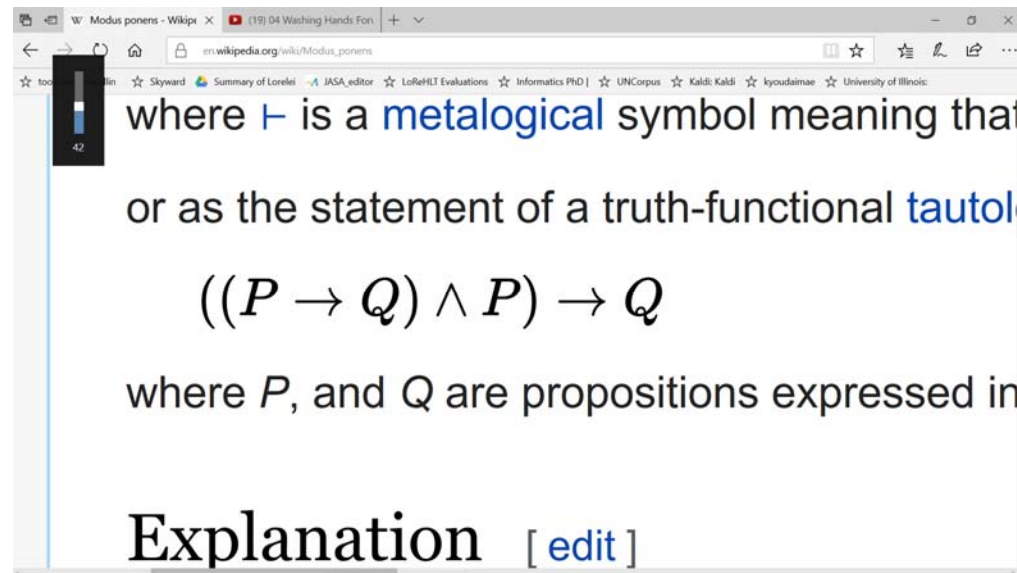 W Modus ponens - Wikipe (19) 04 Washing Hands Fon
en.wikipedia.org/wiki/Modus_ponens
Skyward Summary of Lorelei JASA_editor LoReHLT Evaluations Informatics PhD | UNCorpus Kaldi: Kaldi kyoudaimae University of Illinois:
42
where ⊢ is a metalogical symbol meaning that
or as the statement of a truth-functional tautolo
((P → Q) ∧ P) → Q
where P, and Q are propositions expressed in
Explanation [ edit ]